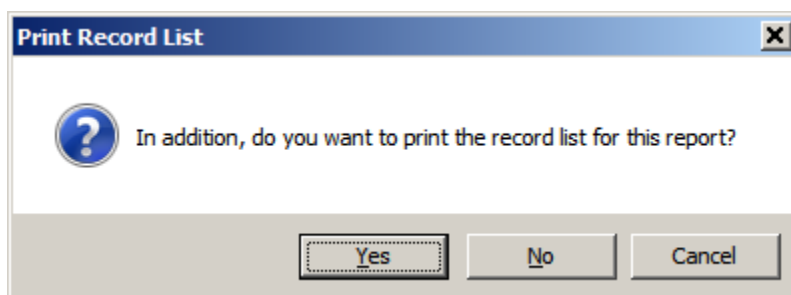 Print Record List
In addition, do you want to print the record list for this report?
Yes No Cancel